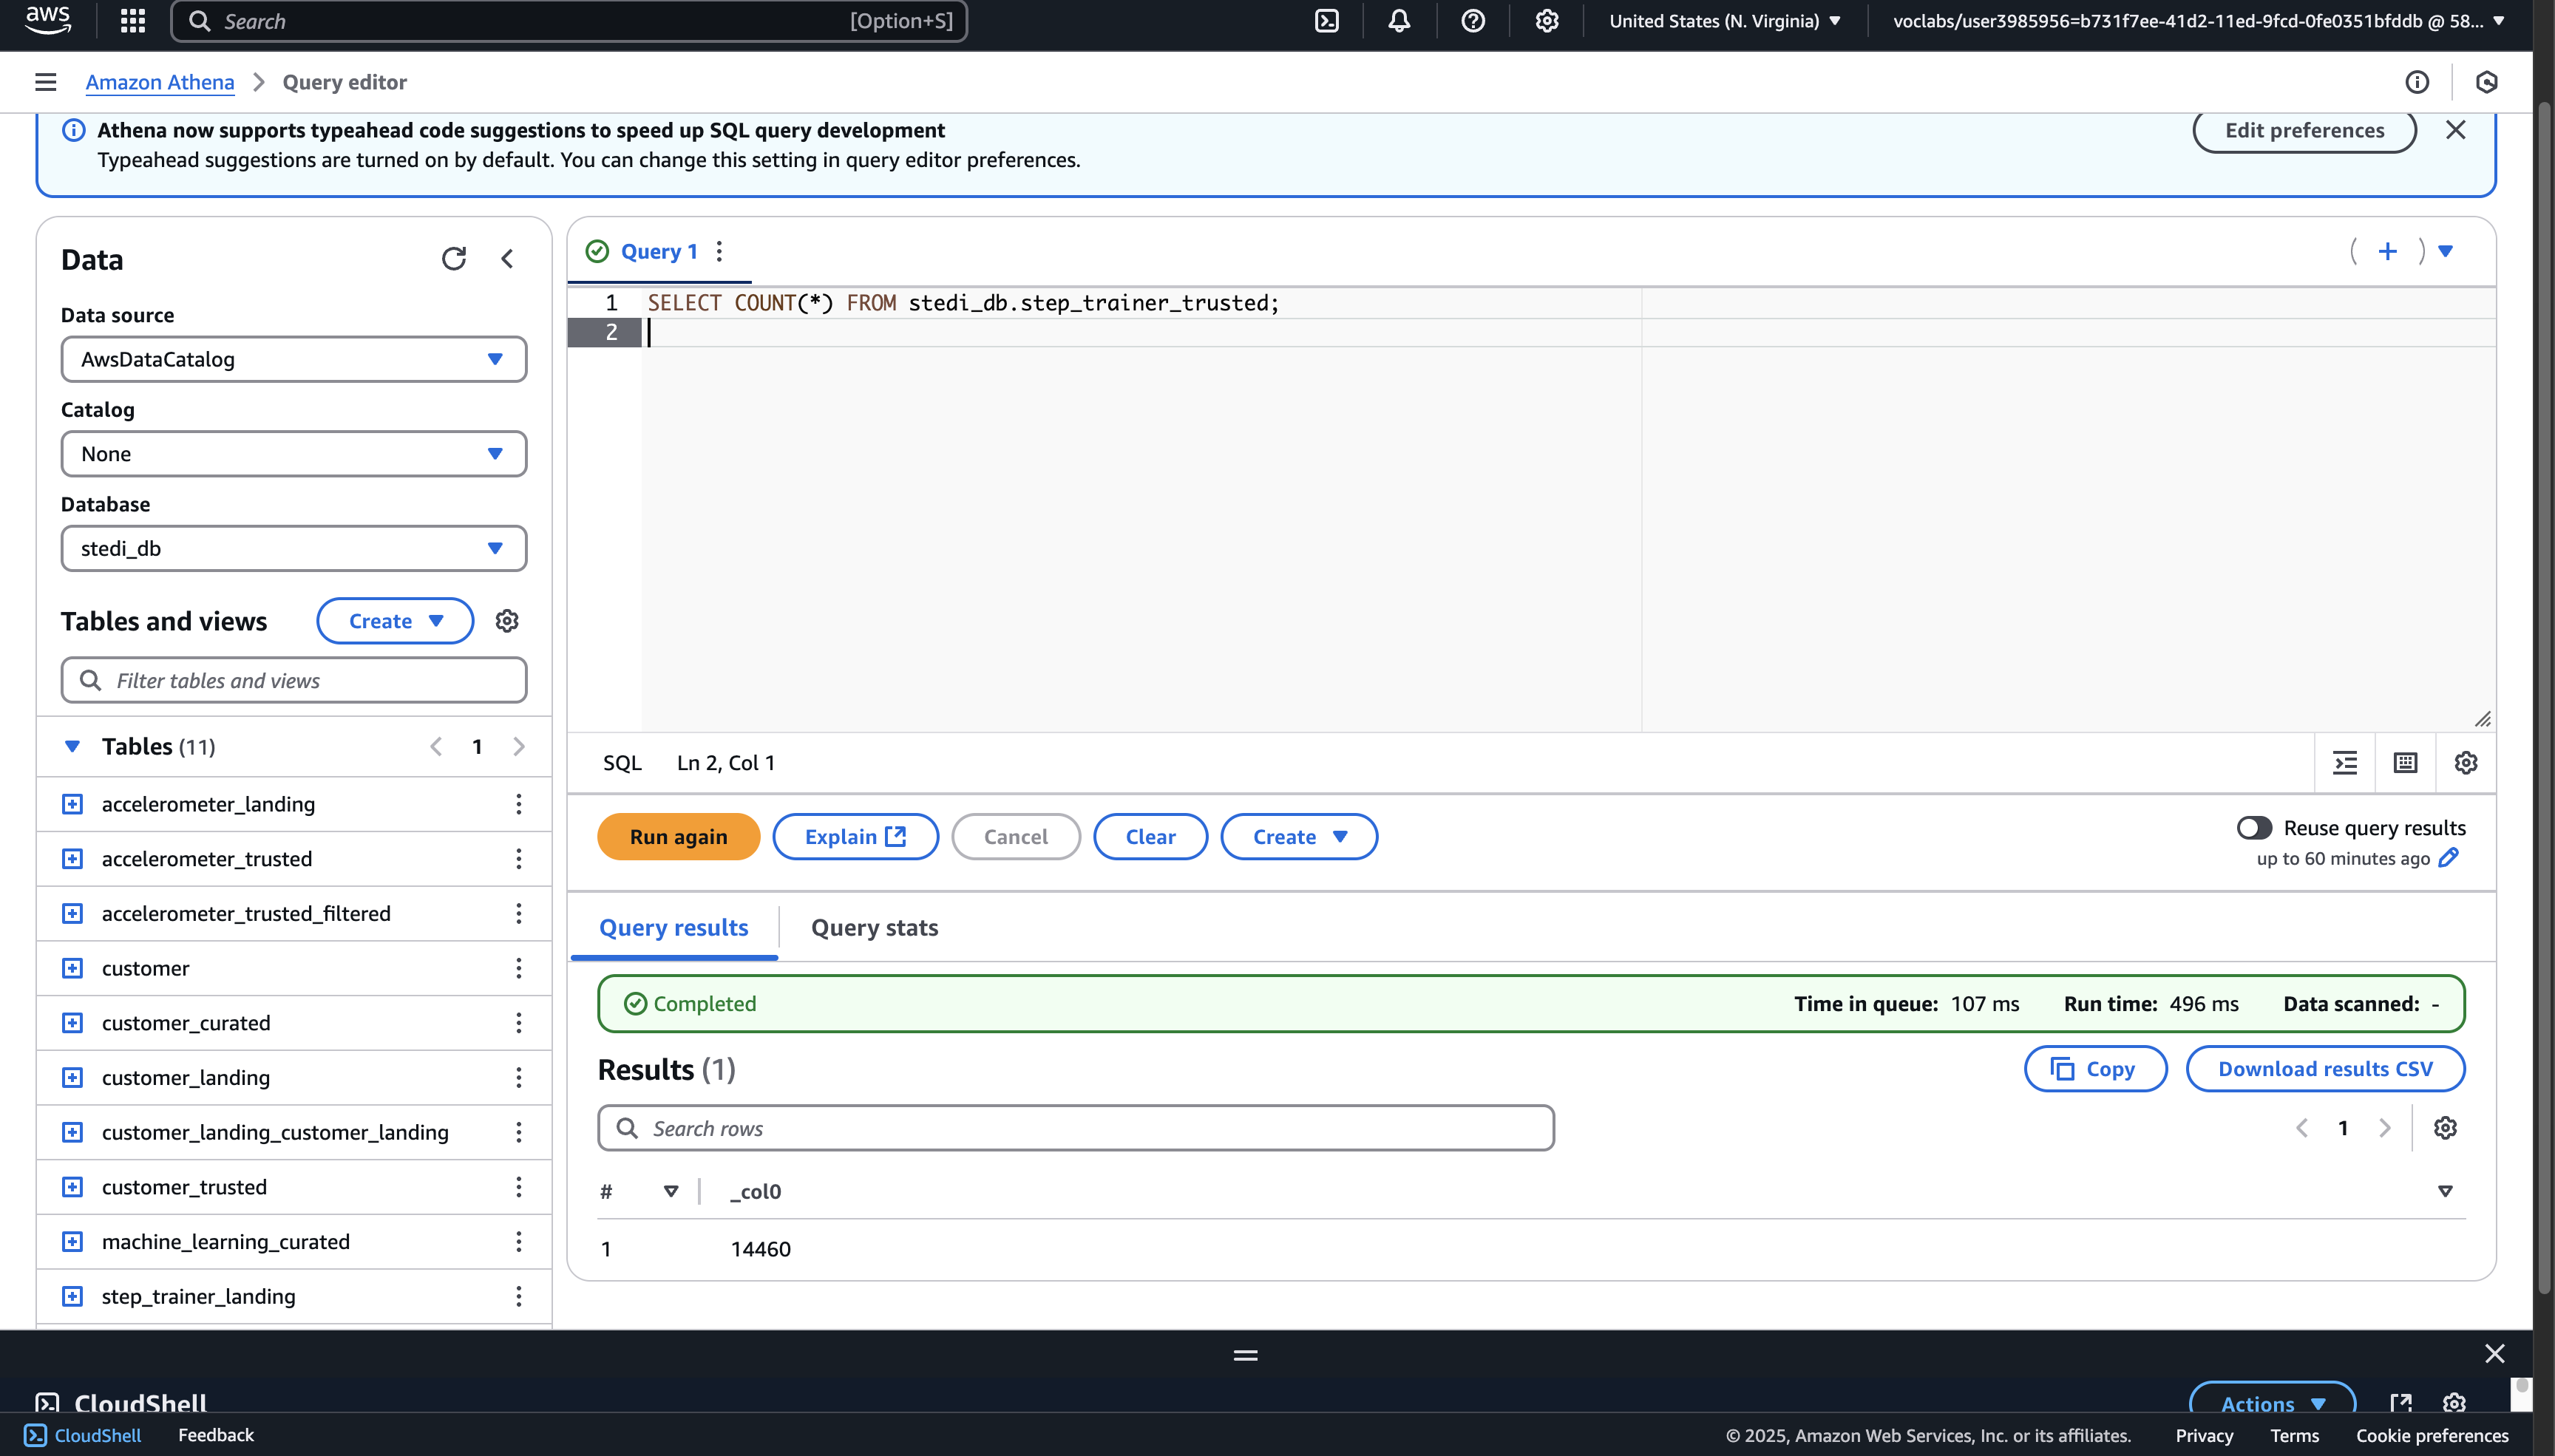 aws
Search
[Option+S]
United States (N. Virginia)
voclabs/user3985956=b731f7ee-41d2-11ed-9fcd-0fe0351bfddb @ 58...
Amazon Athena
Query editor
Athena now supports typeahead code suggestions to speed up SQL query development
Typeahead suggestions are turned on by default. You can change this setting in query editor preferences.
Edit preferences
Data
Data source
AwsDataCatalog
Catalog
None
Database
stedi_db
Tables and views
Create
Filter tables and views
Tables (11)
1
accelerometer_landing
accelerometer_trusted
accelerometer_trusted_filtered
customer
customer_curated
customer_landing
customer_landing_customer_landing
customer_trusted
machine_learning_curated
step_trainer_landing
Query 1
1 SELECT COUNT(*) FROM stedi_db.step_trainer_trusted;
2
SQL
Ln 2, Col 1
Run again
Explain
Cancel
Clear
Create
Reuse query results
up to 60 minutes ago
Query results
Query stats
Completed
Time in queue: 107 ms
Run time: 496 ms
Data scanned: -
Results (1)
Copy
Download results CSV
Search rows
1
# _col0
1 14460
CloudShell
Actions
CloudShell
Feedback
© 2025, Amazon Web Services, Inc. or its affiliates.
Privacy
Terms
Cookie preferences